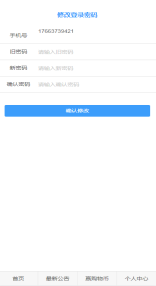 修改登录密码
手机号 17663739421
旧密码 请输入旧密码
新密码 请输入新密码
确认密码 请输入确认密码
确认修改
首页 最新公告 惠购物币 个人中心